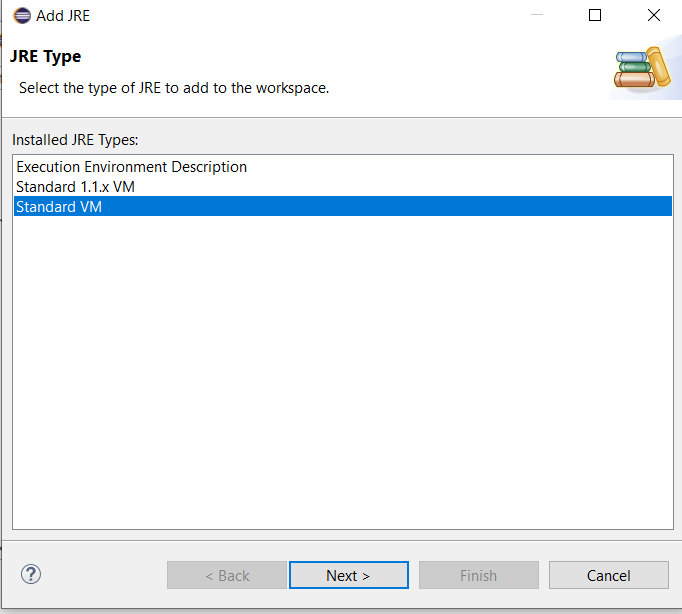 Add JRE
JRE Type
Select the type of JRE to add to the workspace.
Installed JRE Types:
Execution Environment Description
Standard 1.1.x VM
Standard VM
?
< Back
Next >
Finish
Cancel